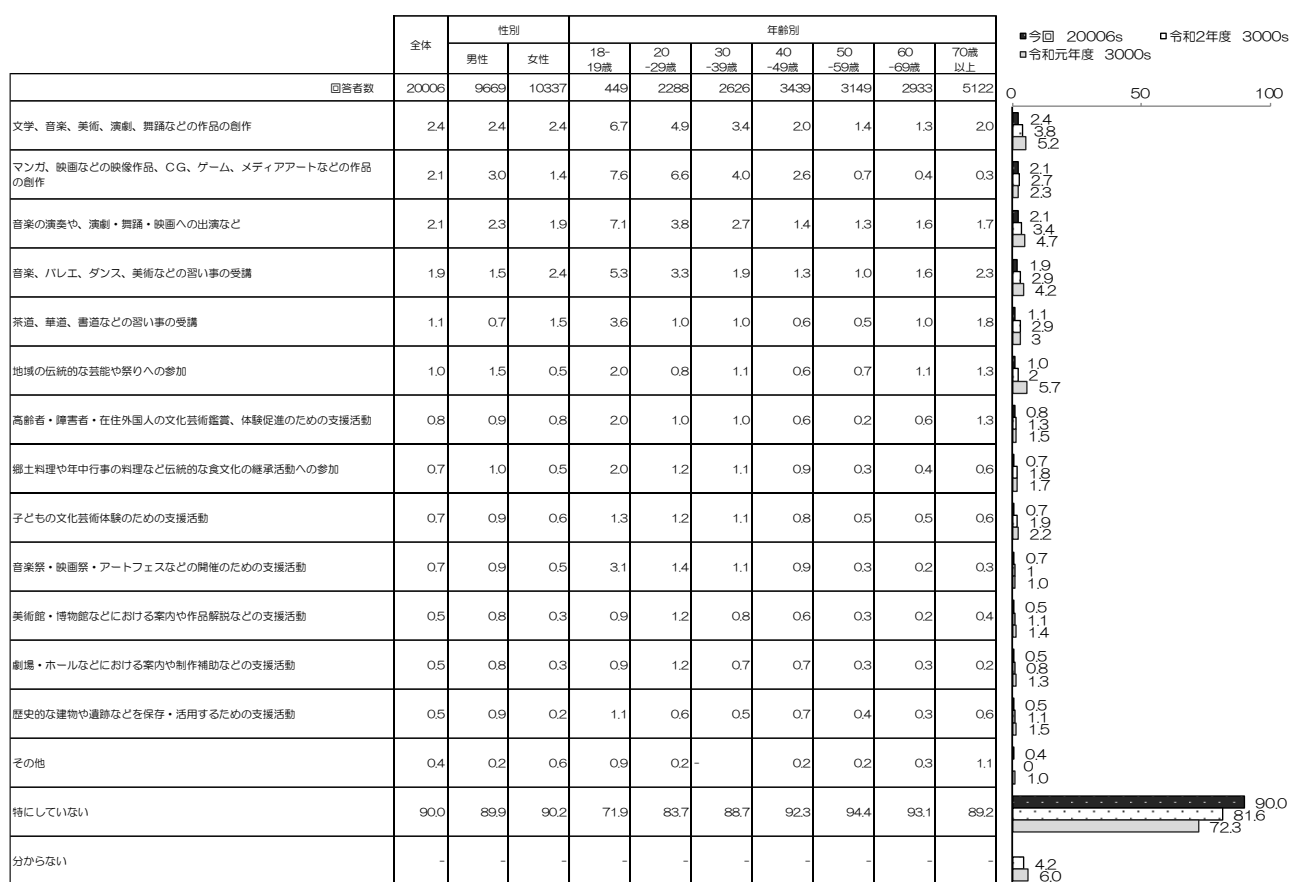 全体 性別 年齢別
男性 女性 18-19歳 20-29歳 30-39歳 40-49歳 50-59歳 60-69歳 70歳以上
■今回 20006s □令和2年度 3000s
□令和元年度 3000s
回答者数 20006 9669 10337 449 2288 2626 3439 3149 2933 5122
0 50 100
文学、音楽、美術、演劇、舞踊などの作品の創作 2.4 2.4 2.4 6.7 4.9 3.4 2.0 1.4 1.3 2.0
2.4
3.8
5.2
マンガ、映画などの映像作品、CG、ゲーム、メディアアートなどの作品
の創作 2.1 3.0 1.4 7.6 6.6 4.0 2.6 0.7 0.4 0.3
2.1
2.7
2.3
音楽の演奏や、演劇・舞踊・映画への出演など 2.1 2.3 1.9 7.1 3.8 2.7 1.4 1.3 1.6 1.7
2.1
3.4
4.7
音楽、バレエ、ダンス、美術などの習い事の受講 1.9 1.5 2.4 5.3 3.3 1.9 1.3 1.0 1.6 2.3
1.9
2.9
4.2
茶道、華道、書道などの習い事の受講 1.1 0.7 1.5 3.6 1.0 1.0 0.6 0.5 1.0 1.8
1.1
2.9
3
地域の伝統的な芸能や祭りへの参加 1.0 1.5 0.5 2.0 0.8 1.1 0.6 0.7 1.1 1.3
1.0
2
5.7
高齢者・障害者・在住外国人の文化芸術鑑賞、体験促進のための支援活動 0.8 0.9 0.8 2.0 1.0 1.0 0.6 0.2 0.6 1.3
0.8
1.3
1.5
郷土料理や年中行事の料理など伝統的な食文化の継承活動への参加 0.7 1.0 0.5 2.0 1.2 1.1 0.9 0.3 0.4 0.6
0.7
1.8
1.7
子どもの文化芸術体験のための支援活動 0.7 0.9 0.6 1.3 1.2 1.1 0.8 0.5 0.5 0.6
0.7
1.9
2.2
音楽祭・映画祭・アートフェスなどの開催のための支援活動 0.7 0.9 0.5 3.1 1.4 1.1 0.9 0.3 0.2 0.3
0.7
1
1.0
美術館・博物館などにおける案内や作品解説などの支援活動 0.5 0.8 0.3 0.9 1.2 0.8 0.6 0.3 0.2 0.4
0.5
1.1
1.4
劇場・ホールなどにおける案内や制作補助などの支援活動 0.5 0.8 0.3 0.9 1.2 0.7 0.7 0.3 0.3 0.2
0.5
0.8
1.3
歴史的な建物や遺跡などを保存・活用するための支援活動 0.5 0.9 0.2 1.1 0.6 0.5 0.7 0.4 0.3 0.6
0.5
1.1
1.5
その他 0.4 0.2 0.6 0.9 0.2 - 0.2 0.2 0.3 1.1
0.4
0
1.0
特にしていない 90.0 89.9 90.2 71.9 83.7 88.7 92.3 94.4 93.1 89.2
90.0
81.6
72.3
分からない - - - - - - - - - -
4.2
6.0